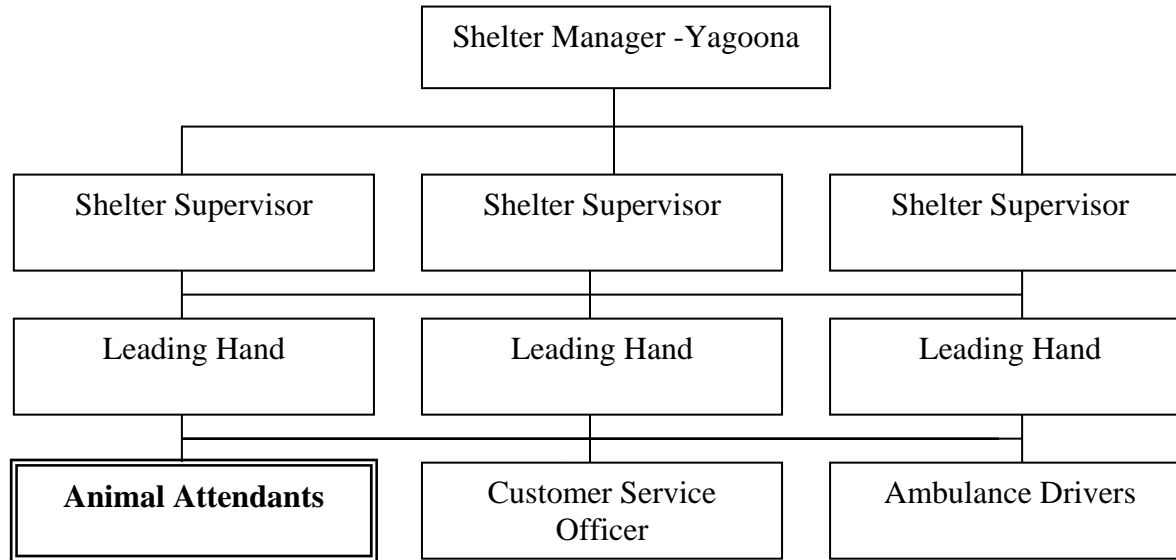 Shelter Manager -Yagoona
Shelter Supervisor
Shelter Supervisor
Shelter Supervisor
Leading Hand
Leading Hand
Leading Hand
Animal Attendants
Customer Service
Officer
Ambulance Drivers